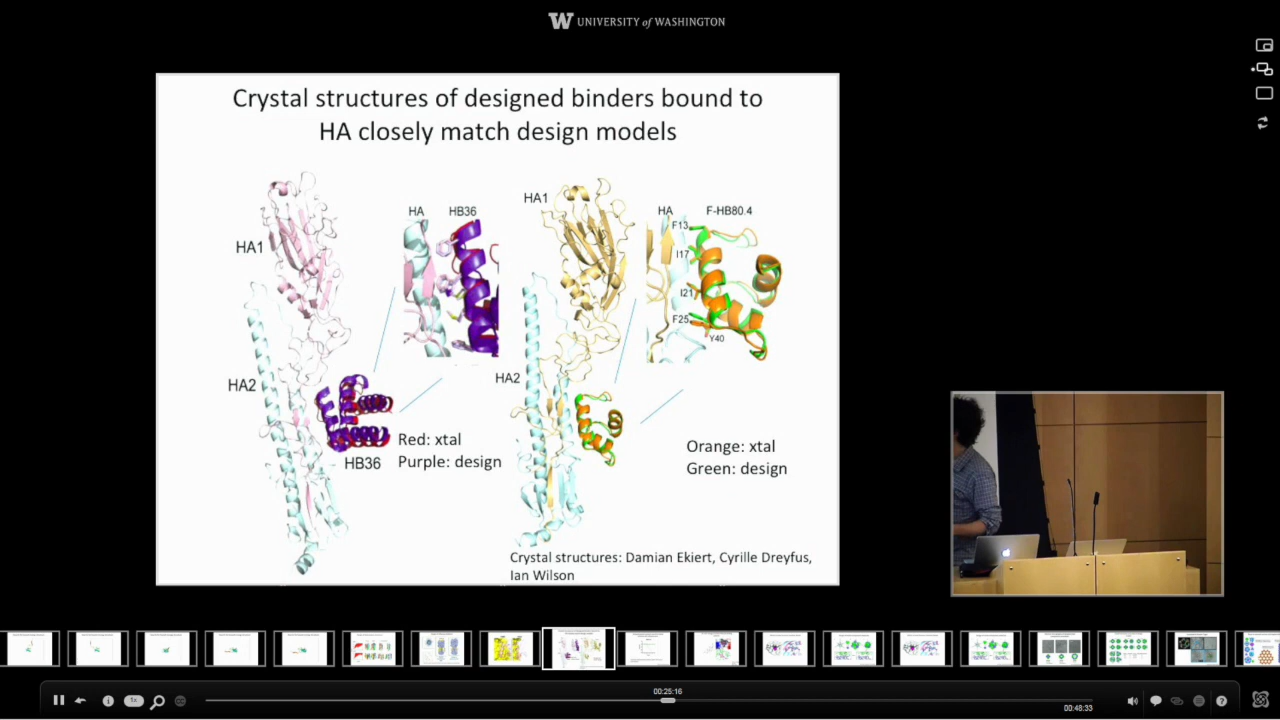 W UNIVERSITY of WASHINGTON
Crystal structures of designed binders bound to
HA closely match design models
HA1
HA
HB36
HA2
HB36
Red: xtal
Purple: design
HA1
HA
F-HB80.4
F13
I17
I21
F25
Y40
HA2
Orange: xtal
Green: design
Crystal structures: Damian Ekiert, Cyrille Dreyfus,
Ian Wilson
1x
00:25:16
00:48:33